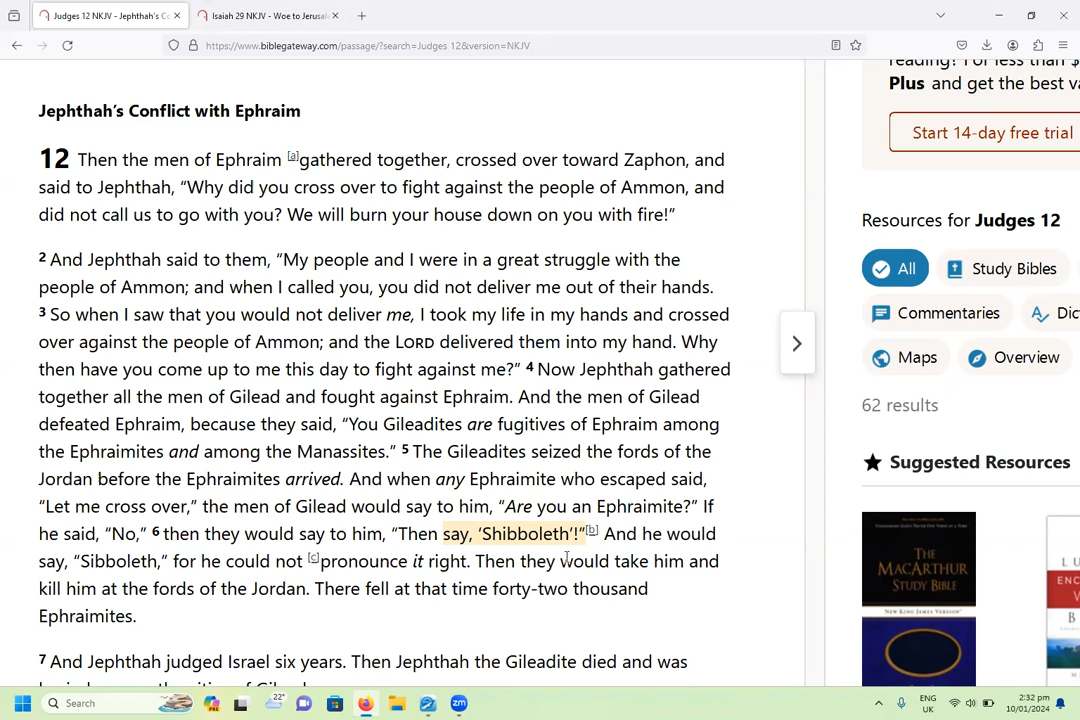 Judges 12 NKJV - Jephthah's Co
Isaiah 29 NKJV - Woe to Jerusal
https://www.biblegateway.com/passage/?search=Judges 12&version=NKJV
Jephthah's Conflict with Ephraim
12 Then the men of Ephraim [a]gathered together, crossed over toward Zaphon, and
said to Jephthah, “Why did you cross over to fight against the people of Ammon, and
did not call us to go with you? We will burn your house down on you with fire!”
2 And Jephthah said to them, “My people and I were in a great struggle with the
people of Ammon; and when I called you, you did not deliver me out of their hands.
3 So when I saw that you would not deliver me, I took my life in my hands and crossed
over against the people of Ammon; and the LORD delivered them into my hand. Why
then have you come up to me this day to fight against me?” 4 Now Jephthah gathered
together all the men of Gilead and fought against Ephraim. And the men of Gilead
defeated Ephraim, because they said, “You Gileadites are fugitives of Ephraim among
the Ephraimites and among the Manassites.” 5 The Gileadites seized the fords of the
Jordan before the Ephraimites arrived. And when any Ephraimite who escaped said,
“Let me cross over,” the men of Gilead would say to him, “Are you an Ephraimite?” If
he said, “No,” 6 then they would say to him, “Then say, ‘Shibboleth’!”[b] And he would
say, “Sibboleth,” for he could not [c]pronounce it right. Then they would take him and
kill him at the fords of the Jordan. There fell at that time forty-two thousand
Ephraimites.
7 And Jephthah judged Israel six years. Then Jephthah the Gileadite died and was
reading? For less than $
Plus and get the best va
Start 14-day free trial
Resources for Judges 12
All
Study Bibles
Commentaries
Dic
Maps
Overview
62 results
Suggested Resources
THE
MACARTHUR
STUDY BIBLE
NEW KING JAMES VERSION
Search
22°
ENG
UK
2:32 pm
10/01/2024